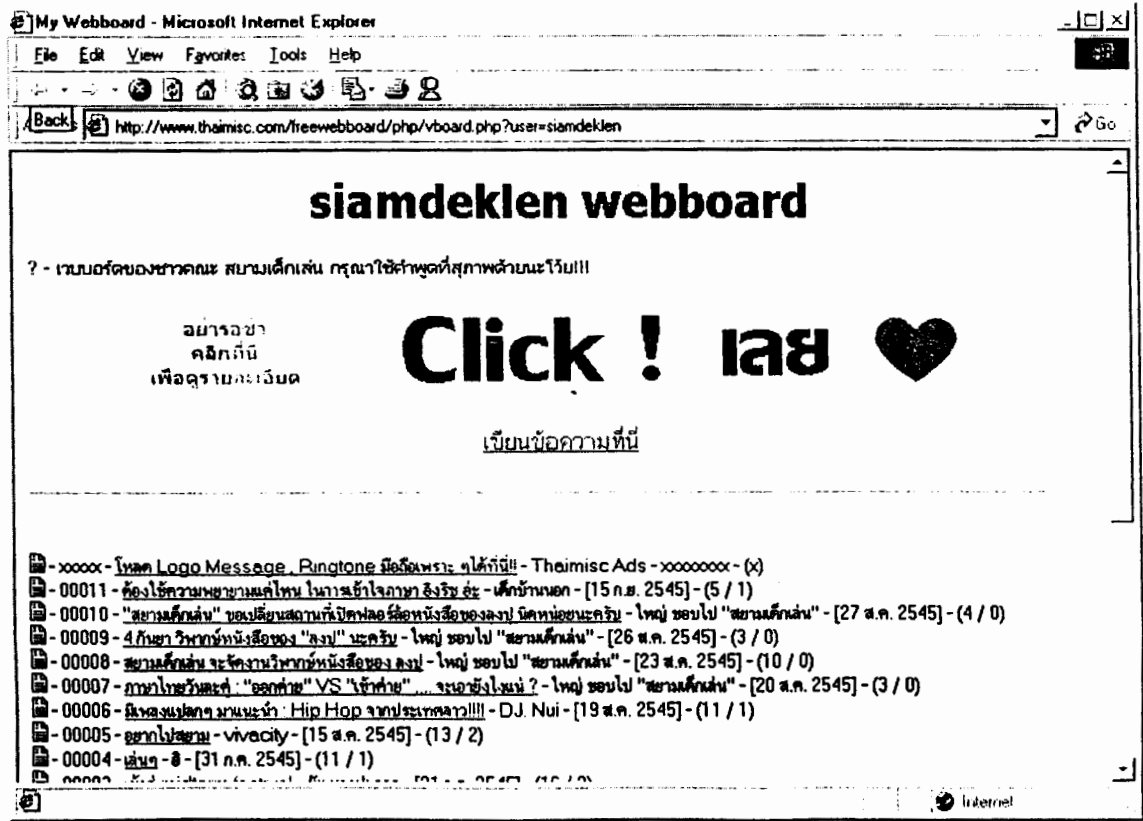 My Webboard - Microsoft Internet Explorer
File Edit View Favorites Tools Help
Back http://www.thaimisc.com/freewebboard/php/vboard.php?user=siamdeklen Go
siamdeklen webboard
? - เวบบอร์ดของชาวคณะ สยามเด็กเล่น กรุณาใช้คำพูดที่สุภาพด้วยนะโว้ย!!!
อย่ารอช้า
คลิกที่นี่
เพื่อดูรายละเอียด
Click ! เลย
เขียนข้อความที่นี่
- xxxxx - โหลด Logo Message , Ringtone มือถือเพราะ ๆได้ที่นี่!! - Thaimisc Ads - xxxxxxxx - (x)
- 00011 - ต้องใช้ความพยายามแค่ไหน ในการเข้าใจภาษา อังริช อ่ะ - เด็กบ้านนอก - [15 ก.ย. 2545] - (5 / 1)
- 00010 - "สยามเด็กเล่น" ขอเปลี่ยนสถานที่เปิดฟลอร์ล้อหนังสือของลงปู นิดหน่อยนะครับ - ใหญ่ ชอบไป "สยามเด็กเล่น" - [27 ส.ค. 2545] - (4 / 0)
- 00009 - 4 กันยา วิพากษ์หนังสือของ "ลงปู" นะครับ - ใหญ่ ชอบไป "สยามเด็กเล่น" - [26 ส.ค. 2545] - (3 / 0)
- 00008 - สยามเด็กเล่น จะจัดงานวิพากษ์หนังสือของ ลงปู - ใหญ่ ชอบไป "สยามเด็กเล่น" - [23 ส.ค. 2545] - (10 / 0)
- 00007 - ภาษาไทยวันละคำ : "ออกค่าย" VS "เข้าค่าย" .... จะเอายังไงแน่ ? - ใหญ่ ชอบไป "สยามเด็กเล่น" - [20 ส.ค. 2545] - (3 / 0)
- 00006 - มีเพลงแปลกๆ มาแนะนำ : Hip Hop จากประเทศลาว!!!! - DJ. Nui - [19 ส.ค. 2545] - (11 / 1)
- 00005 - อยากไปสยาม - vivacity - [15 ส.ค. 2545] - (13 / 2)
- 00004 - เล่นๆ - อิ - [31 ก.ค. 2545] - (11 / 1)
Internet